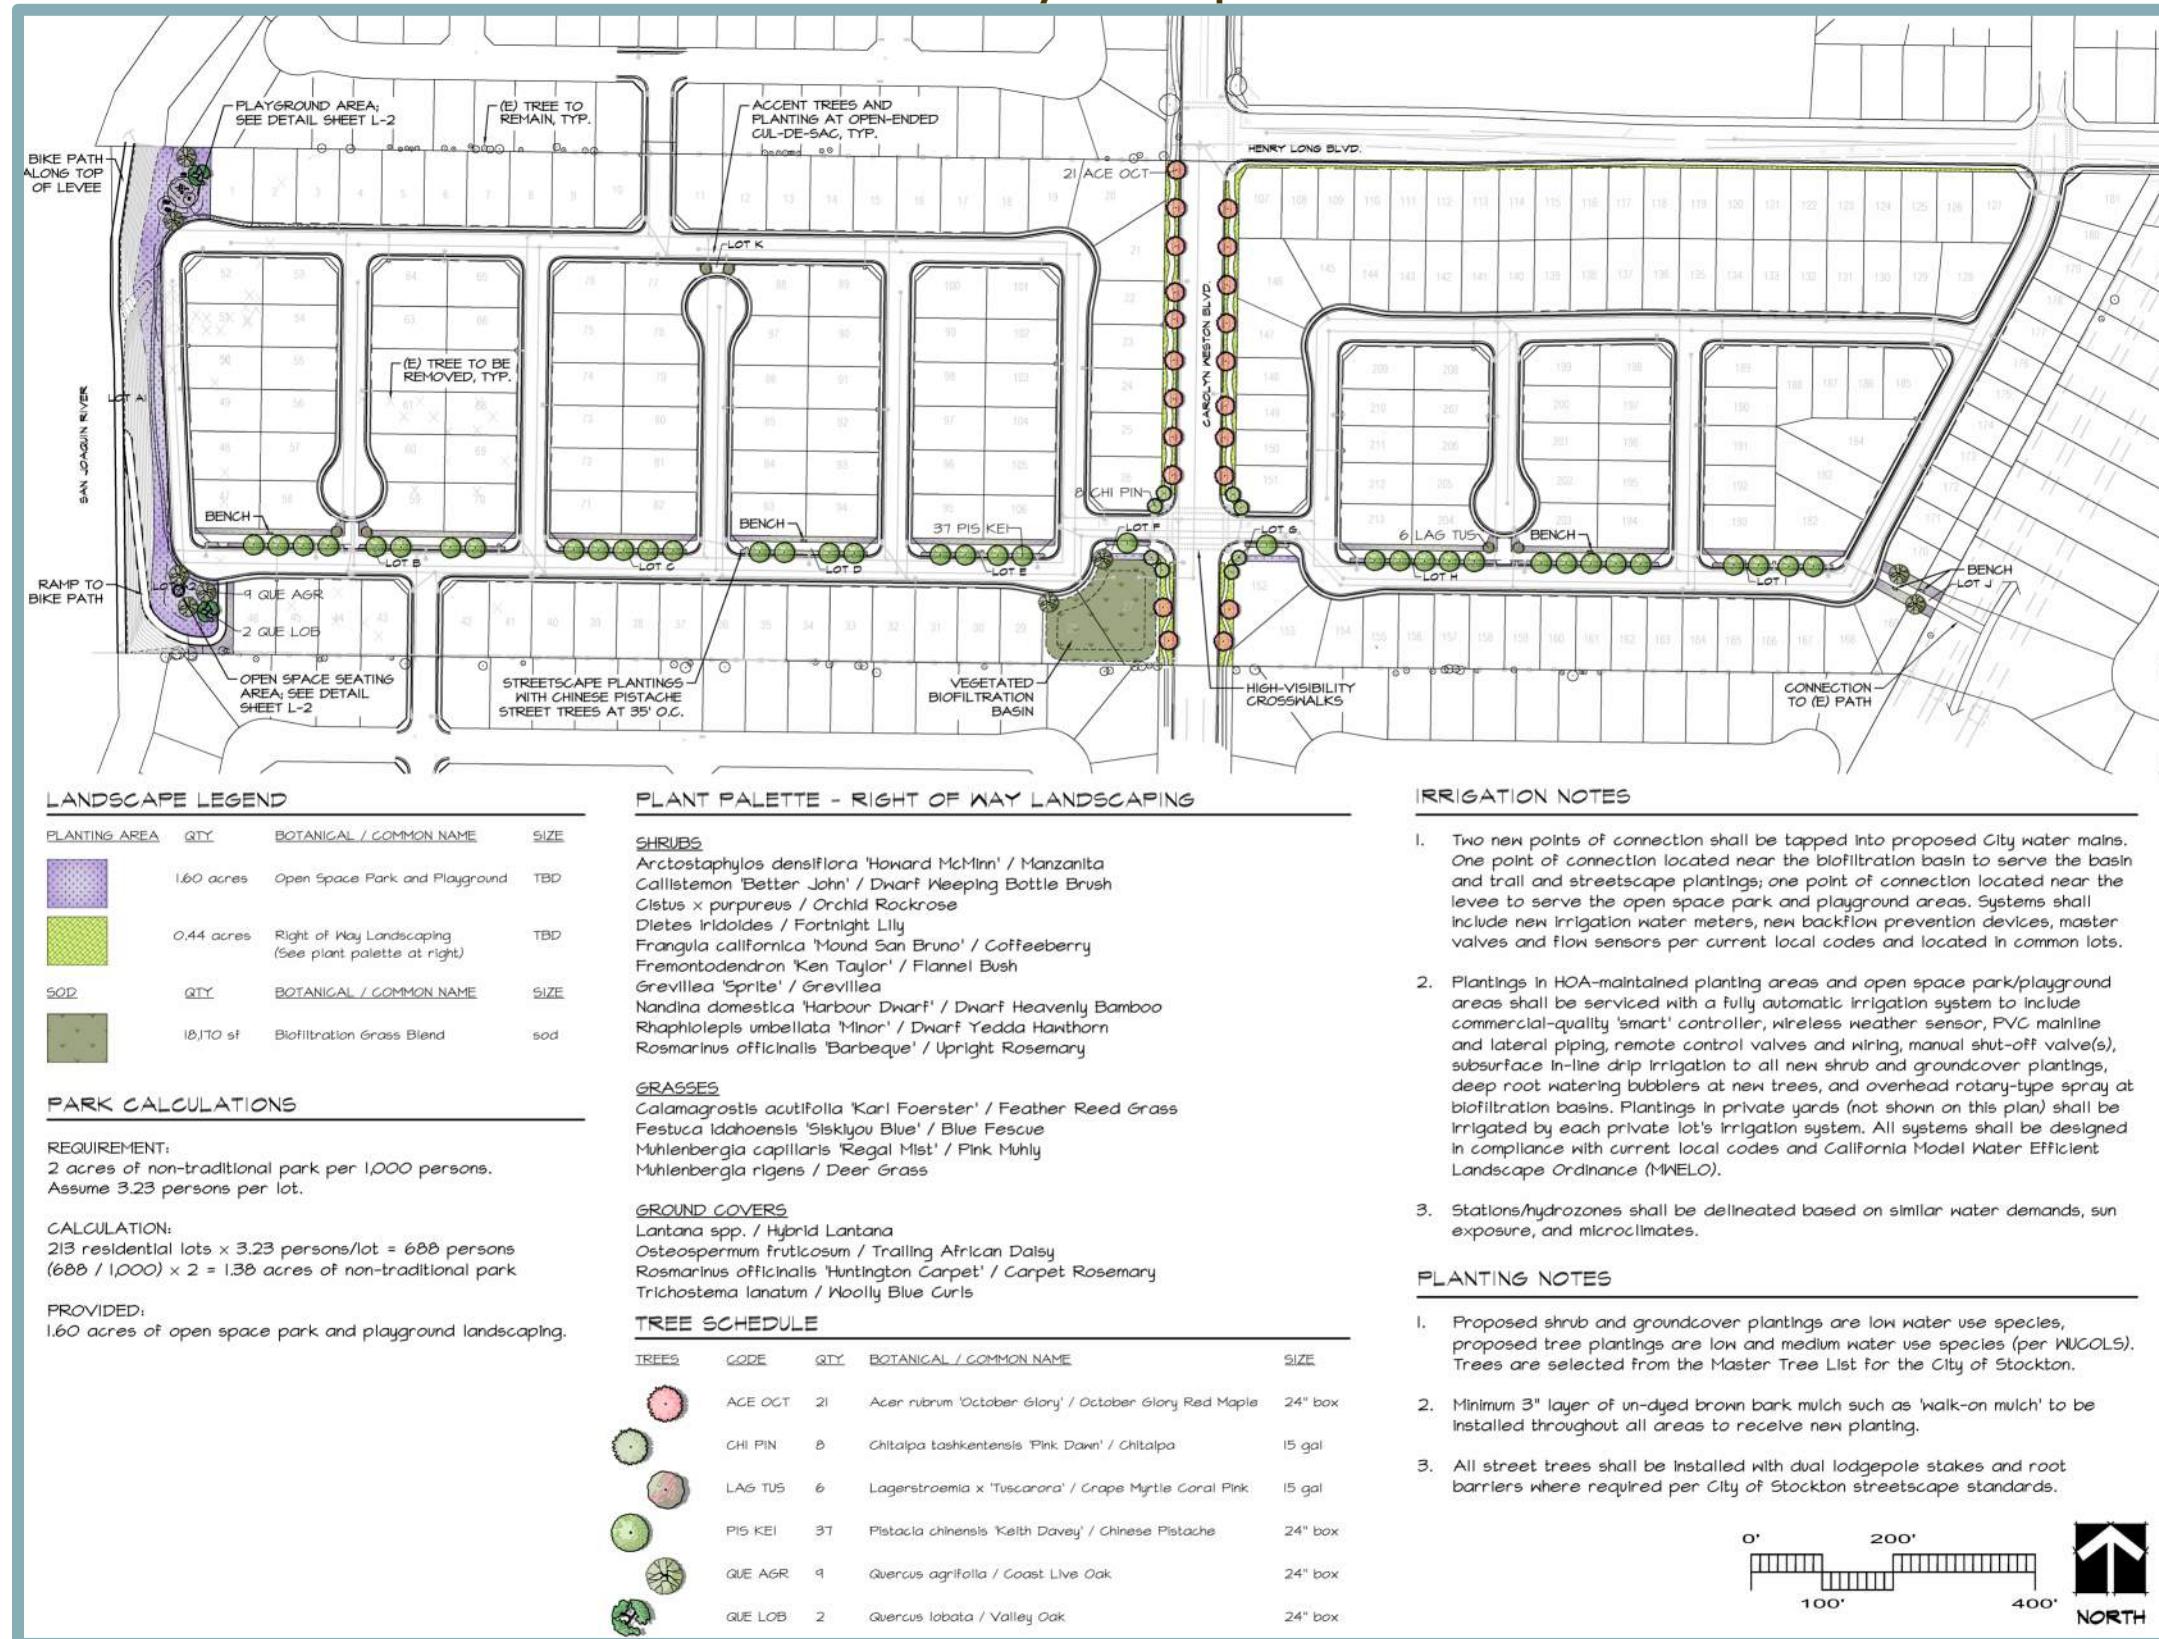 PLAYGROUND AREA;
SEE DETAIL SHEET L-2
(E) TREE TO
REMAIN, TYP.
ACCENT TREES AND
PLANTING AT OPEN-ENDED
CUL-DE-SAC, TYP.
BIKE PATH
ALONG TOP
OF LEVEE
HENRY LONG BLVD.
21 ACE OCT
LOT K
(E) TREE TO BE
REMOVED, TYP.
SAN JOAQUIN RIVER
LOT A1
CAROLYN WESTON BLVD.
8 CHI PIN
BENCH
BENCH
37 PIS KEI
LOT F
LOT G
6 LAG TUS
BENCH
LOT B
LOT C
LOT D
LOT E
LOT H
LOT I
BENCH
LOT J
RAMP TO
BIKE PATH
9 QUE AGR
2 QUE LOB
OPEN SPACE SEATING
AREA; SEE DETAIL
SHEET L-2
STREETSCAPE PLANTINGS
WITH CHINESE PISTACHE
STREET TREES AT 35' O.C.
VEGETATED
BIOFILTRATION
BASIN
HIGH-VISIBILITY
CROSSWALKS
CONNECTION
TO (E) PATH
LANDSCAPE LEGEND
PLANTING AREA QTY BOTANICAL / COMMON NAME SIZE
1.60 acres Open Space Park and Playground TBD
0.44 acres Right of Way Landscaping TBD
(See plant palette at right)
SOD QTY BOTANICAL / COMMON NAME SIZE
18,170 sf Biofiltration Grass Blend sod
PARK CALCULATIONS
REQUIREMENT:
2 acres of non-traditional park per 1,000 persons.
Assume 3.23 persons per lot.
CALCULATION:
213 residential lots x 3.23 persons/lot = 688 persons
(688 / 1,000) x 2 = 1.38 acres of non-traditional park
PROVIDED:
1.60 acres of open space park and playground landscaping.
PLANT PALETTE - RIGHT OF WAY LANDSCAPING
SHRUBS
Arctostaphylos densiflora 'Howard McMinn' / Manzanita
Callistemon 'Better John' / Dwarf Weeping Bottle Brush
Cistus x purpureus / Orchid Rockrose
Dietes iridoides / Fortnight Lily
Frangula californica 'Mound San Bruno' / Coffeeberry
Fremontodendron 'Ken Taylor' / Flannel Bush
Grevillea 'Sprite' / Grevillea
Nandina domestica 'Harbour Dwarf' / Dwarf Heavenly Bamboo
Rhaphiolepis umbellata 'Minor' / Dwarf Yedda Hawthorn
Rosmarinus officinalis 'Barbeque' / Upright Rosemary
GRASSES
Calamagrostis acutifolia 'Karl Foerster' / Feather Reed Grass
Festuca idahoensis 'Siskiyou Blue' / Blue Fescue
Muhlenbergia capillaris 'Regal Mist' / Pink Muhly
Muhlenbergia rigens / Deer Grass
GROUND COVERS
Lantana spp. / Hybrid Lantana
Osteospermum fruticosum / Trailing African Daisy
Rosmarinus officinalis 'Huntington Carpet' / Carpet Rosemary
Trichostema lanatum / Woolly Blue Curls
TREE SCHEDULE
TREES CODE QTY BOTANICAL / COMMON NAME SIZE
ACE OCT 21 Acer rubrum 'October Glory' / October Glory Red Maple 24" box
CHI PIN 8 Chitalpa tashkentensis 'Pink Dawn' / Chitalpa 15 gal
LAG TUS 6 Lagerstroemia x 'Tuscarora' / Crape Myrtle Coral Pink 15 gal
PIS KEI 37 Pistacia chinensis 'Keith Davey' / Chinese Pistache 24" box
QUE AGR 9 Quercus agrifolia / Coast Live Oak 24" box
QUE LOB 2 Quercus lobata / Valley Oak 24" box
IRRIGATION NOTES
1. Two new points of connection shall be tapped into proposed City water mains.
One point of connection located near the biofiltration basin to serve the basin
and trail and streetscape plantings; one point of connection located near the
levee to serve the open space park and playground areas. Systems shall
include new irrigation water meters, new backflow prevention devices, master
valves and flow sensors per current local codes and located in common lots.
2. Plantings in HOA-maintained planting areas and open space park/playground
areas shall be serviced with a fully automatic irrigation system to include
commercial-quality 'smart' controller, wireless weather sensor, PVC mainline
and lateral piping, remote control valves and wiring, manual shut-off valve(s),
subsurface in-line drip irrigation to all new shrub and groundcover plantings,
deep root watering bubblers at new trees, and overhead rotary-type spray at
biofiltration basins. Plantings in private yards (not shown on this plan) shall be
irrigated by each private lot's irrigation system. All systems shall be designed
in compliance with current local codes and California Model Water Efficient
Landscape Ordinance (MWELO).
3. Stations/hydrozones shall be delineated based on similar water demands, sun
exposure, and microclimates.
PLANTING NOTES
1. Proposed shrub and groundcover plantings are low water use species,
proposed tree plantings are low and medium water use species (per WUCOLS).
Trees are selected from the Master Tree List for the City of Stockton.
2. Minimum 3" layer of un-dyed brown bark mulch such as 'walk-on mulch' to be
installed throughout all areas to receive new planting.
3. All street trees shall be installed with dual lodgepole stakes and root
barriers where required per City of Stockton streetscape standards.
0' 200'
100' 400'
NORTH